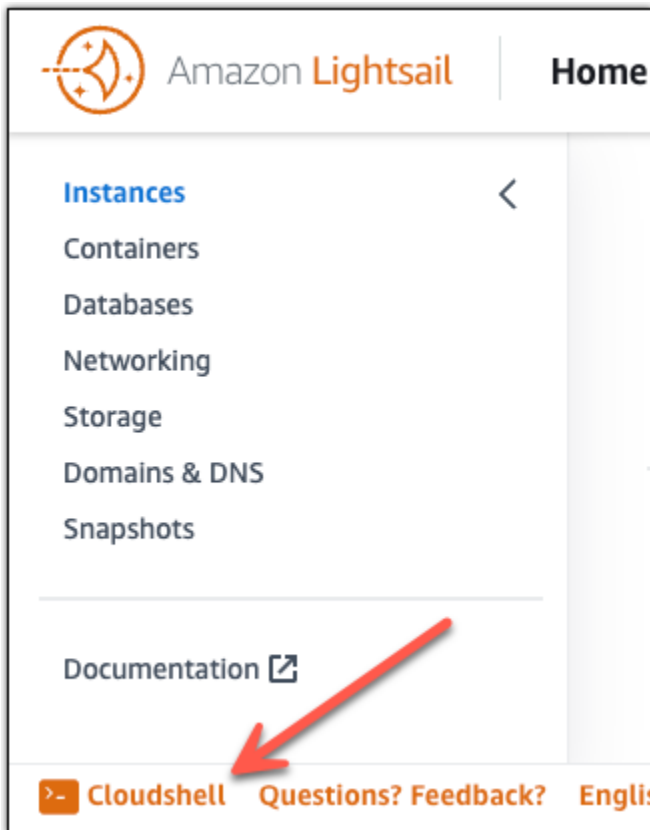 Amazon Lightsail Home
Instances
Containers
Databases
Networking
Storage
Domains & DNS
Snapshots
Documentation
>- Cloudshell Questions? Feedback?